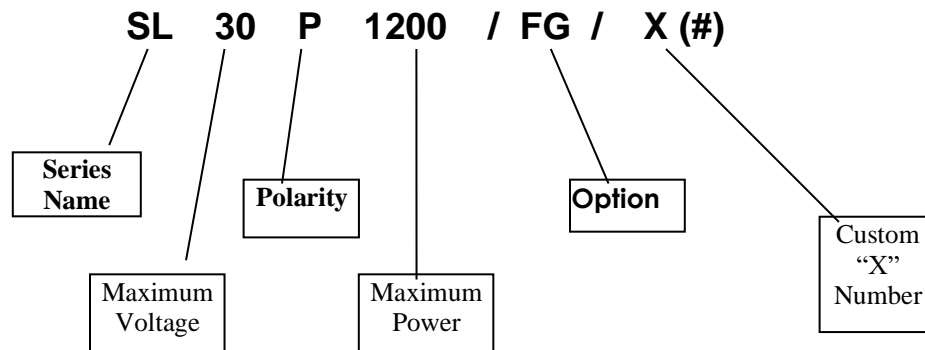 SL 30 P 1200 / FG / X (#)
Series
Name
Polarity
Option
Maximum
Voltage
Maximum
Power
Custom
“X”
Number